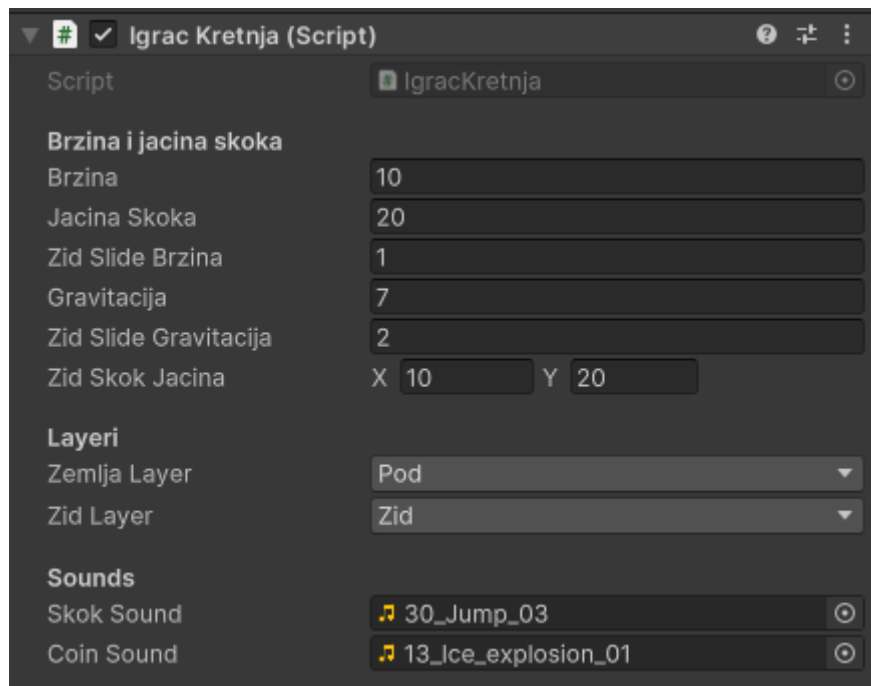 # Igrac Kretnja (Script)
Script # IgracKretnja
Brzina i jacina skoka
Brzina 10
Jacina Skoka 20
Zid Slide Brzina 1
Gravitacija 7
Zid Slide Gravitacija 2
Zid Skok Jacina X 10 Y 20
Layeri
Zemlja Layer Pod
Zid Layer Zid
Sounds
Skok Sound 30_Jump_03
Coin Sound 13_Ice_explosion_01